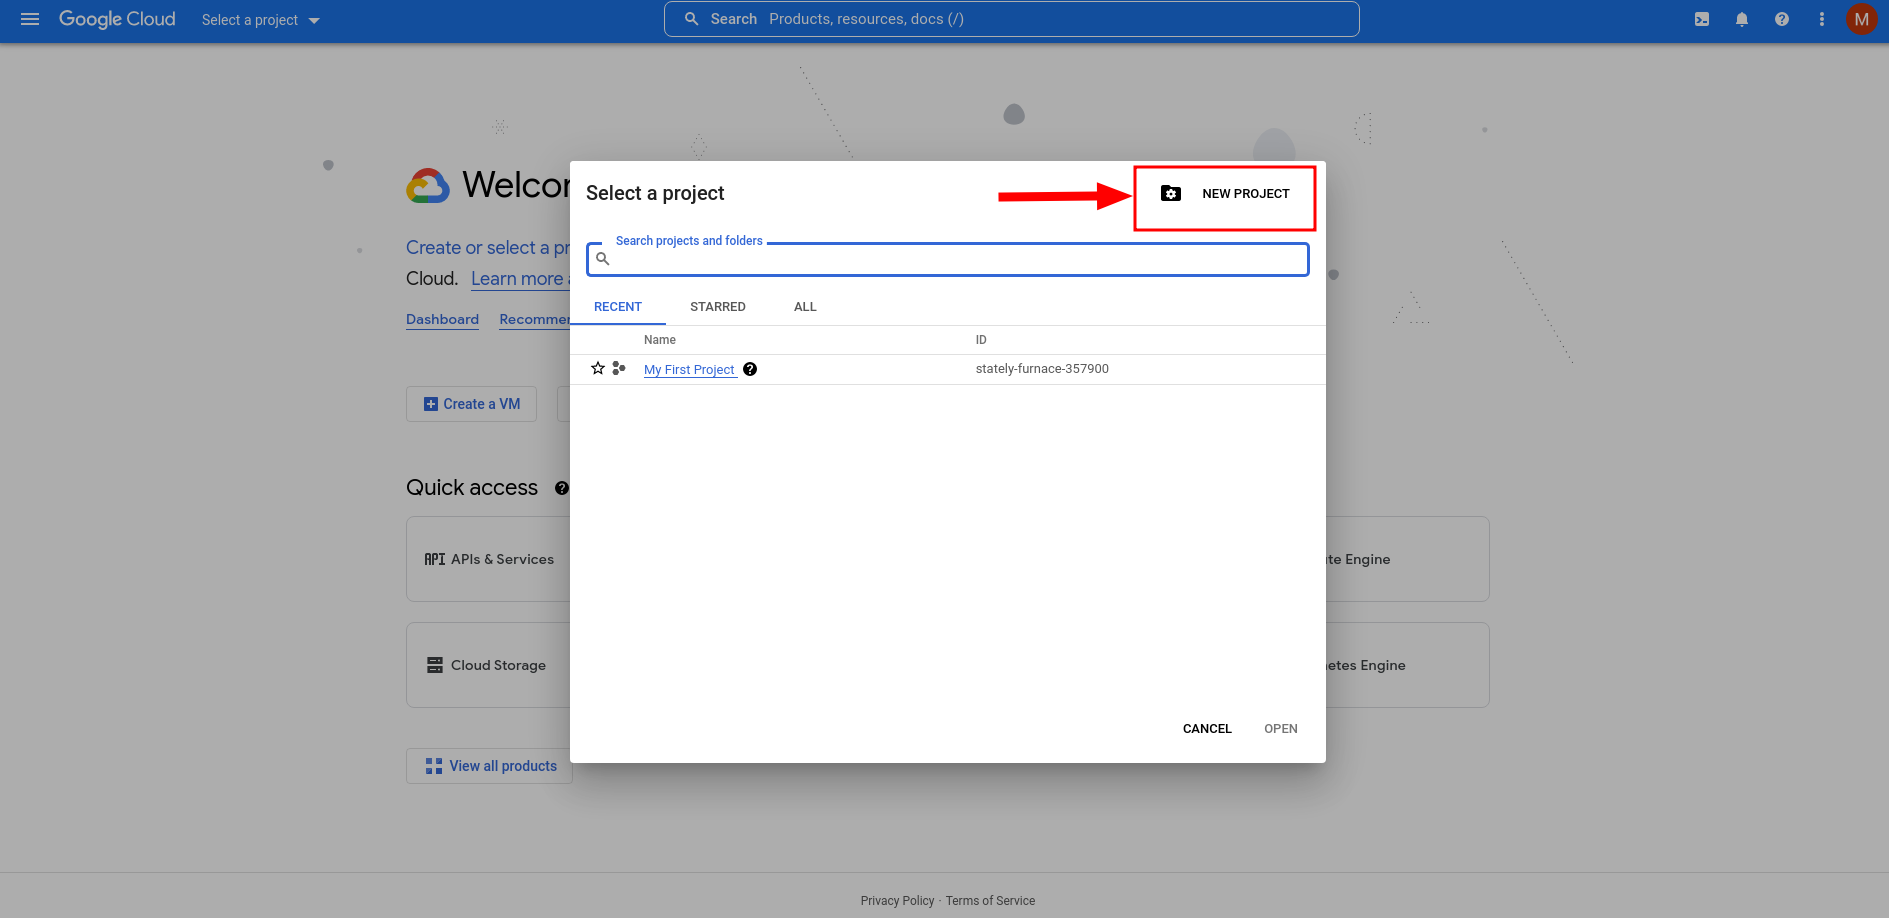 Google Cloud
Select a project
Search Products, resources, docs (/)
M
Welcom
Select a project
NEW PROJECT
Create or select a pr
Search projects and folders
Cloud. Learn more
RECENT STARRED ALL
Dashboard Recommen
Name ID
My First Project ? stately-furnace-357900
Create a VM
Quick access ?
API APIs & Services
te Engine
Cloud Storage
etes Engine
CANCEL OPEN
View all products
Privacy Policy · Terms of Service